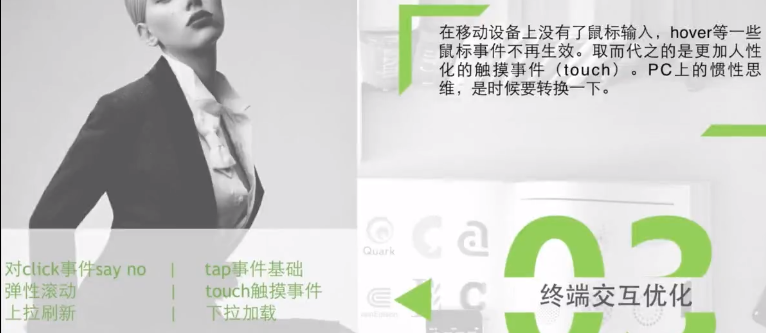 在移动设备上没有了鼠标输入，hover等一些
鼠标事件不再生效。取而代之的是更加人性
化的触摸事件（touch）。PC上的惯性思
维，是时候要转换一下。
对click事件say no | tap事件基础
弹性滚动 | touch触摸事件
上拉刷新 | 下拉加载
Quark
03
终端交互优化